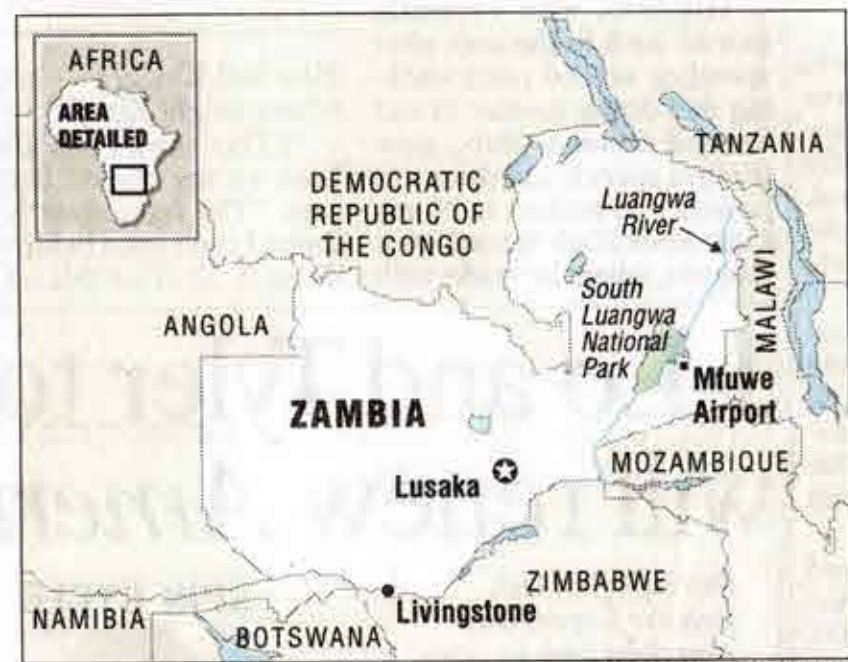 AFRICA
AREA
DETAILED
TANZANIA
DEMOCRATIC
REPUBLIC OF
THE CONGO
Luangwa
River
ANGOLA
South
Luangwa
National
Park
MALAWI
Mfuwe
Airport
ZAMBIA
Lusaka
MOZAMBIQUE
ZIMBABWE
NAMIBIA
Livingstone
BOTSWANA